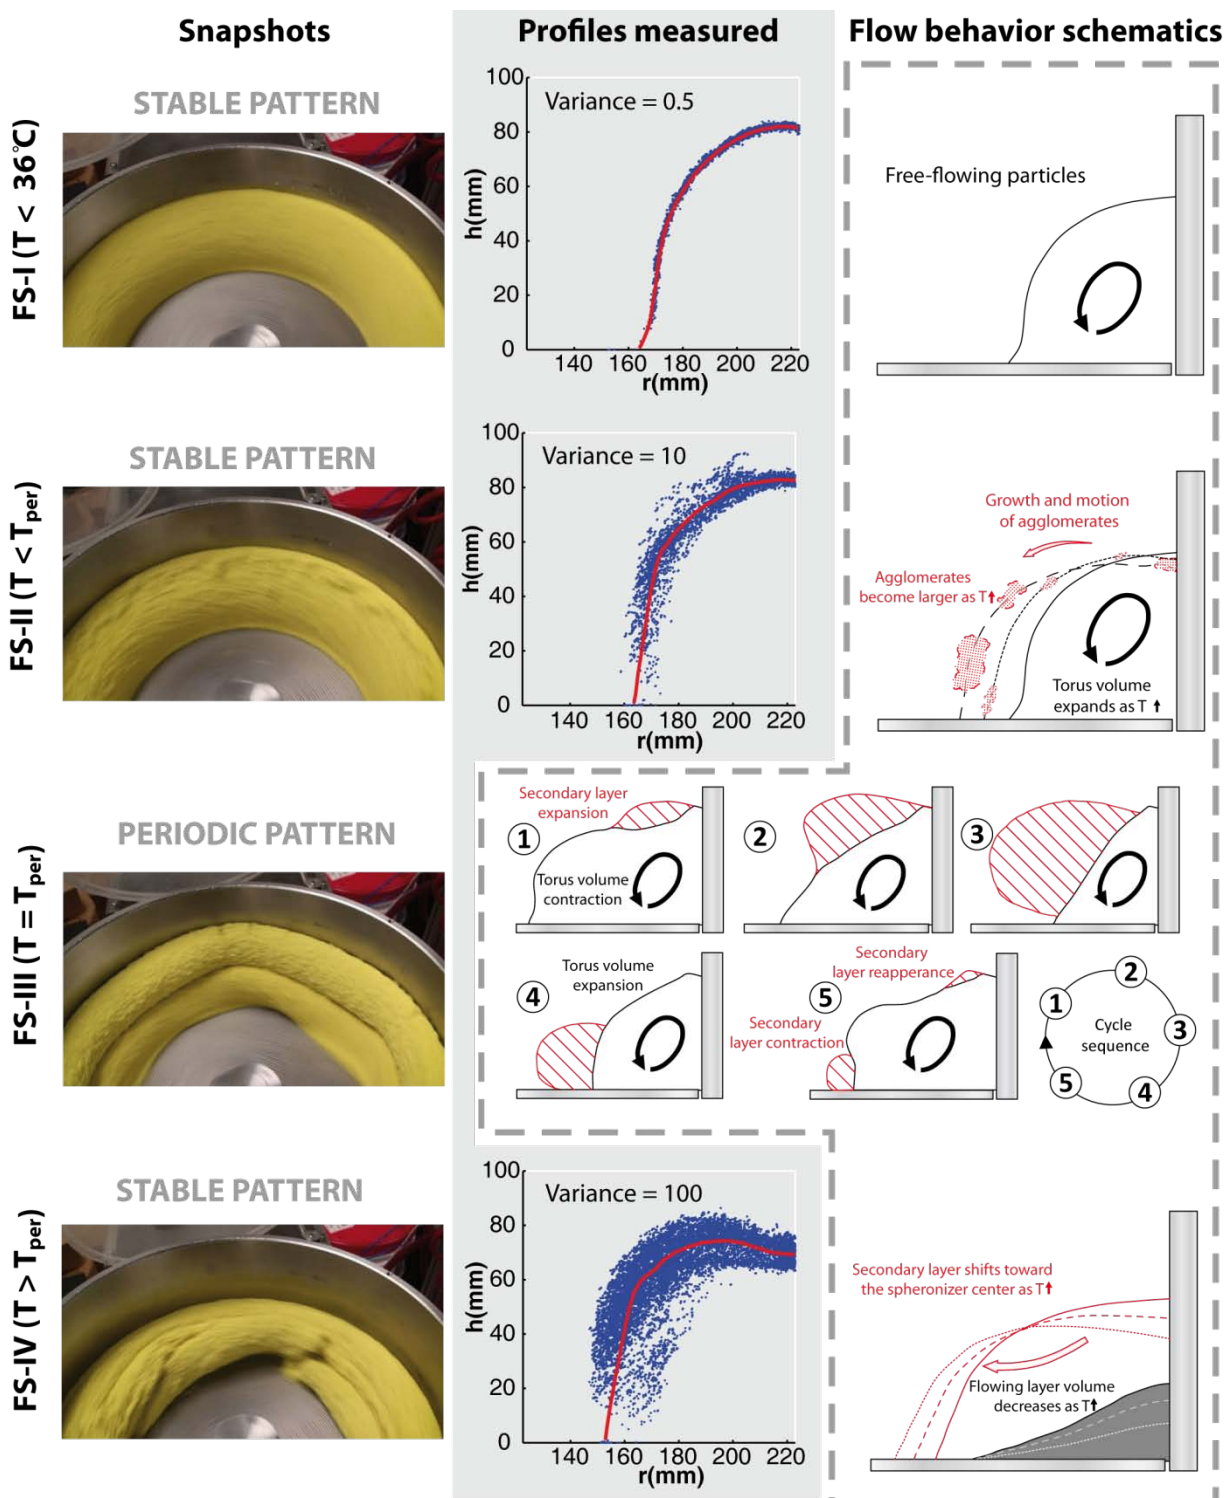 Snapshots
Profiles measured
Flow behavior schematics
FS-I (T < 36°C)
STABLE PATTERN
Variance = 0.5
h(mm)
100
80
60
40
20
0
140 160 180 200 220
r(mm)
Free-flowing particles
FS-II (T < Tper)
STABLE PATTERN
Variance = 10
h(mm)
100
80
60
40
20
0
140 160 180 200 220
r(mm)
Growth and motion
of agglomerates
Agglomerates
become larger as T↑
Torus volume
expands as T ↑
FS-III (T = Tper)
PERIODIC PATTERN
Secondary layer
expansion
1
Torus volume
contraction
2
3
4
Torus volume
expansion
5
Secondary
layer reapperance
Secondary
layer contraction
Cycle
sequence
1
2
3
4
5
FS-IV (T > Tper)
STABLE PATTERN
Variance = 100
h(mm)
100
80
60
40
20
0
140 160 180 200 220
r(mm)
Secondary layer shifts toward
the spheronizer center as T↑
Flowing layer volume
decreases as T↑